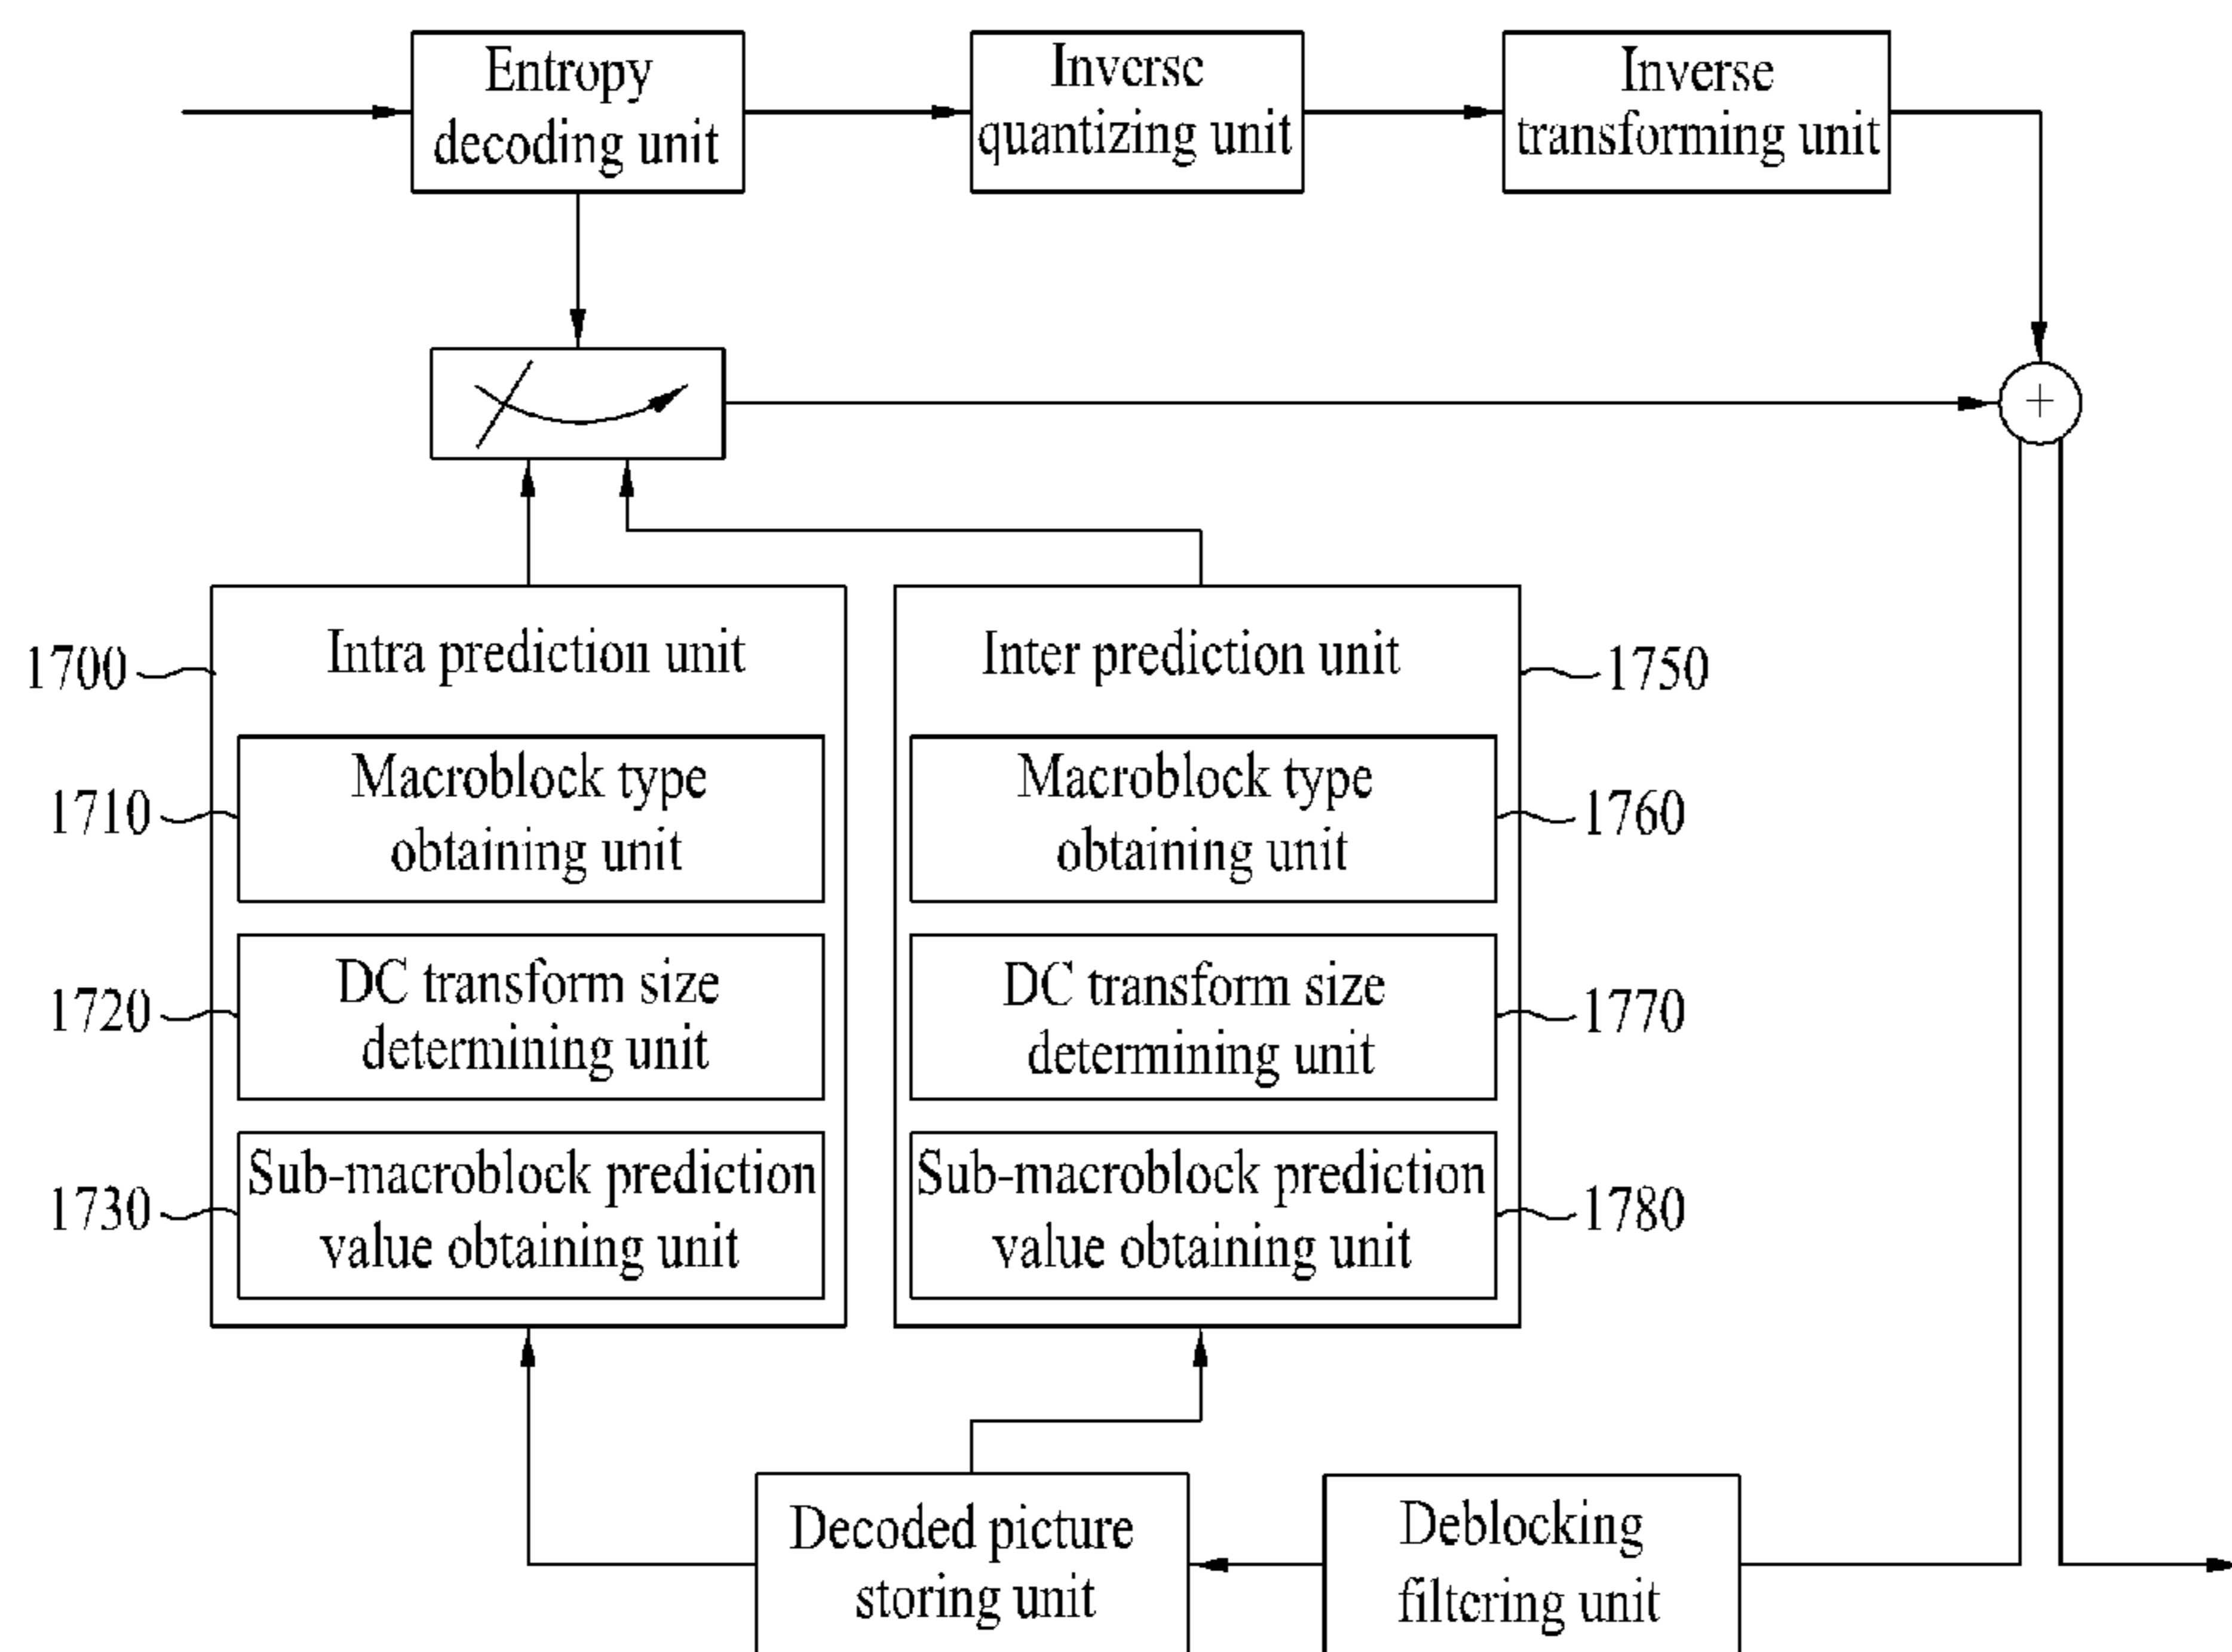 Entropy
decoding unit
Inverse
quantizing unit
Inverse
transforming unit
+
1700
Intra prediction unit
Inter prediction unit
1750
1710
Macroblock type
obtaining unit
Macroblock type
obtaining unit
1760
1720
DC transform size
determining unit
DC transform size
determining unit
1770
1730
Sub-macroblock prediction
value obtaining unit
Sub-macroblock prediction
value obtaining unit
1780
Decoded picture
storing unit
Deblocking
filtering unit